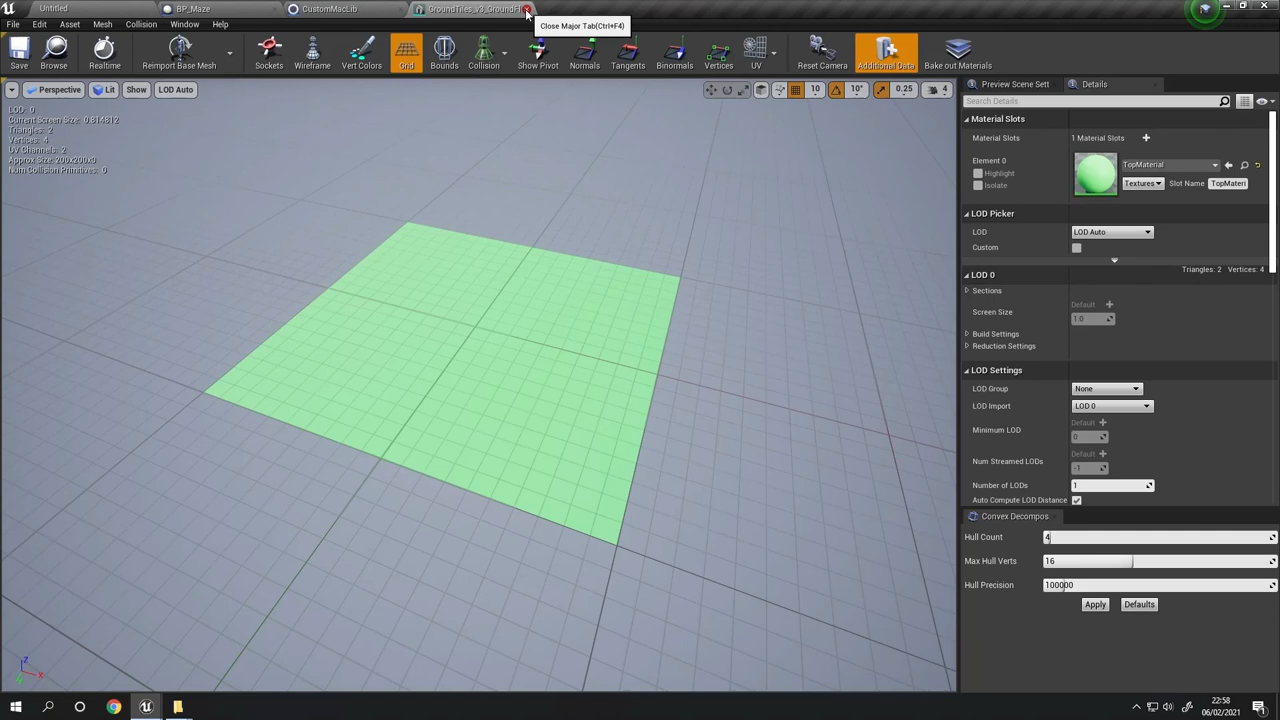 Untitled
BP_Maze
CustomMacLib
GroundTiles_v3_GroundFl
Close Major Tab(Ctrl+F4)
File Edit Asset Mesh Collision Window Help
Save Browse Realtime Reimport Base Mesh Sockets Wireframe Vert Colors Grid Bounds Collision Show Pivot Normals Tangents Binormals Vertices UV Reset Camera Additional Data Bake out Materials
Perspective Lit Show LOD Auto
10 10° 0.25 4
LOD: 0
Current Screen Size: 0.814812
Triangles: 2
Vertices: 4
UV Channels: 2
Approx Size: 200x200x0
Num Collision Primitives: 0
Z
X
Preview Scene Sett
Details
Search Details
Material Slots
Material Slots 1 Material Slots
Element 0
Highlight
Isolate
TopMaterial
Textures Slot Name TopMateri
LOD Picker
LOD LOD Auto
Custom
LOD 0 Triangles: 2 Vertices: 4
Sections
Screen Size Default
1.0
Build Settings
Reduction Settings
LOD Settings
LOD Group None
LOD Import LOD 0
Minimum LOD Default
0
Num Streamed LODs Default
-1
Number of LODs 1
Auto Compute LOD Distance
Convex Decompos
Hull Count 4
Max Hull Verts 16
Hull Precision 100000
Apply Defaults
22:58
06/02/2021